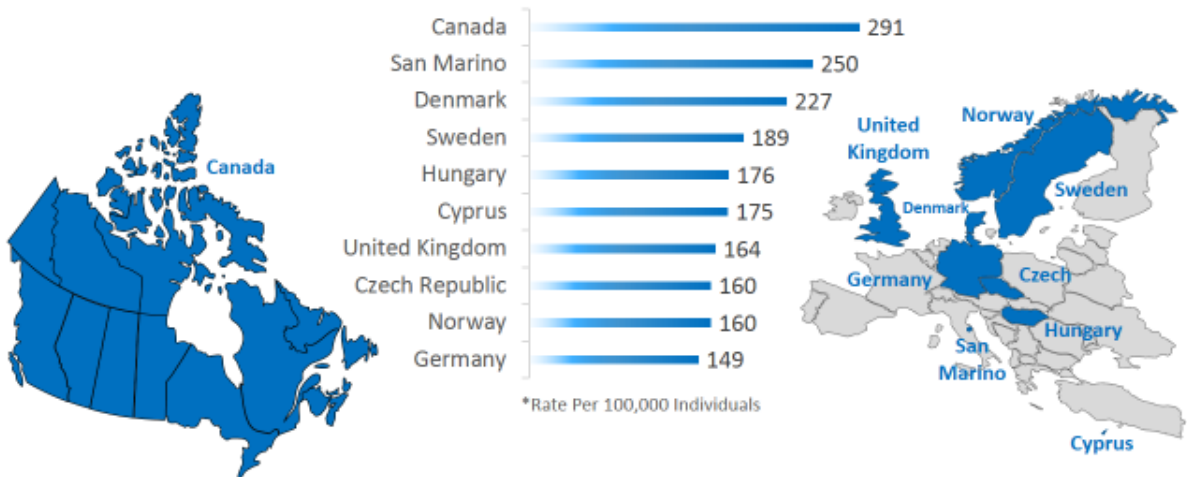 Canada 291
San Marino 250
Denmark 227
Sweden 189
Hungary 176
Cyprus 175
United Kingdom 164
Czech Republic 160
Norway 160
Germany 149
*Rate Per 100,000 Individuals
Canada
Norway
United
Kingdom
Sweden
Denmark
Germany
Czech
Hungary
San
Marino
Cyprus